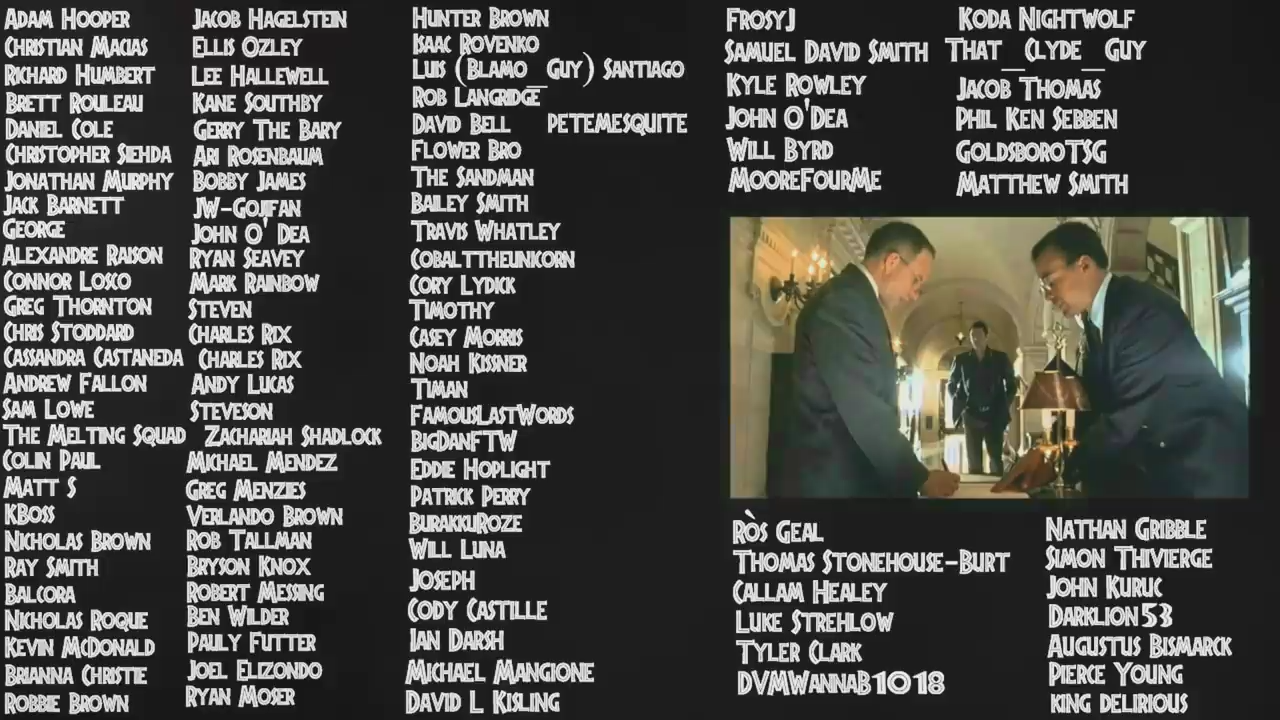 Adam Hooper
Christian Macias
Richard Humbert
Brett Rouleau
Daniel Cole
Christopher Siehda
Jonathan Murphy
Jack Barnett
George
Alexandre Raison
Connor Losco
Greg Thornton
Chris Stoddard
Cassandra Castaneda
Andrew Fallon
Sam Lowe
The Melting Squad
Colin Paul
Matt S
KBoss
Nicholas Brown
Ray Smith
Balcora
Nicholas Roque
Kevin McDonald
Brianna Christie
Robbie Brown
Jacob Hagelstein
Ellis Ozley
Lee Hallewell
Kane Southby
Gerry The Bary
Ari Rosenbaum
Bobby James
JW-Gojifan
John O' Dea
Ryan Seavey
Mark Rainbow
Steven
Charles Rix
Charles Rix
Andy Lucas
Steveson
Zachariah Shadlock
Michael Mendez
Greg Menzies
Verlando Brown
Rob Tallman
Bryson Knox
Robert Messing
Ben Wilder
Pauly Futter
Joel Elizondo
Ryan Moser
Hunter Brown
Isaac Rovenko
Luis (Blamo_Guy) Santiago
Rob Langridge
David Bell petemesquite
Flower Bro
The Sandman
Bailey Smith
Travis Whatley
Cobalttheunicorn
Cory Lydick
Timothy
Casey Morris
Noah Kissner
Timan
FamousLastWords
BigDanFTW
Eddie Hoplight
Patrick Perry
BurakkuRoze
Will Luna
Joseph
Cody Castille
Ian Darsh
Michael Mangione
David L Kisling
FrosyJ
Samuel David Smith
Kyle Rowley
John O'Dea
Will Byrd
MooreFourMe
Koda Nightwolf
That_Clyde_Guy
Jacob Thomas
Phil Ken Sebben
GoldsboroTSG
Matthew Smith
Ròs Geal
Thomas Stonehouse-Burt
Callam Healey
Luke Strehlow
Tyler Clark
DVMWannaB1018
Nathan Gribble
Simon Thivierge
John Kuruc
Darklion53
Augustus Bismarck
Pierce Young
king delirious